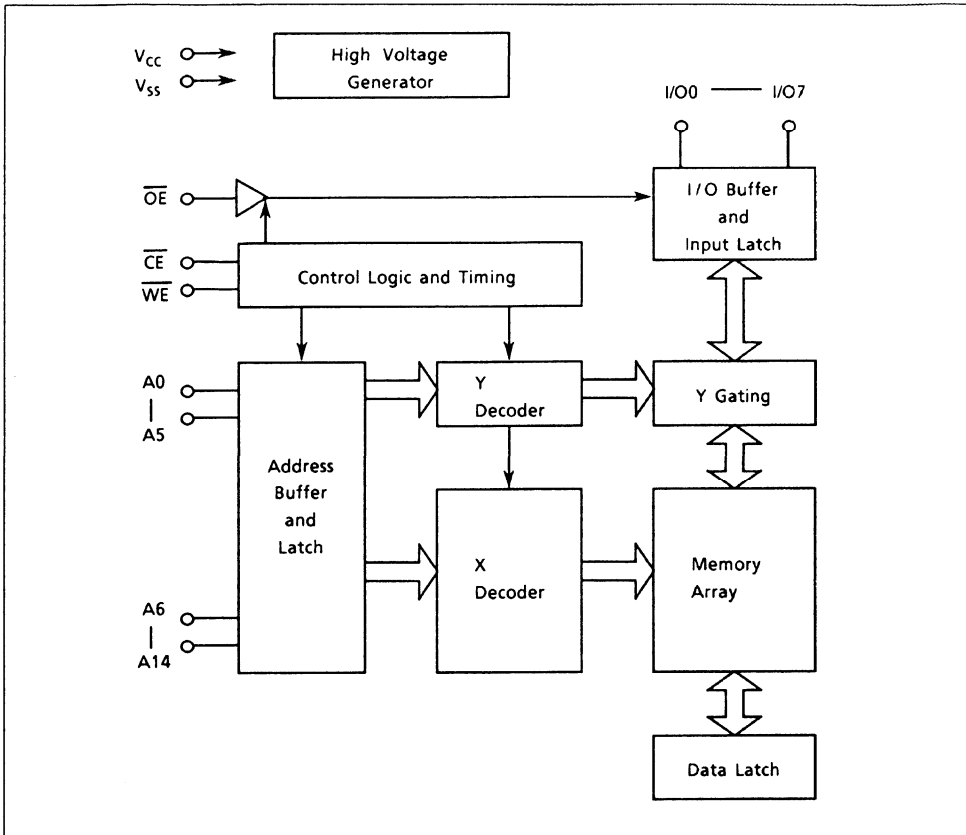 VCC
VSS
High Voltage
Generator
I/O0 — I/O7
OE
I/O Buffer
and
Input Latch
CE
WE
Control Logic and Timing
A0
A5
Y
Decoder
Y Gating
Address
Buffer
and
Latch
X
Decoder
Memory
Array
A6
A14
Data Latch